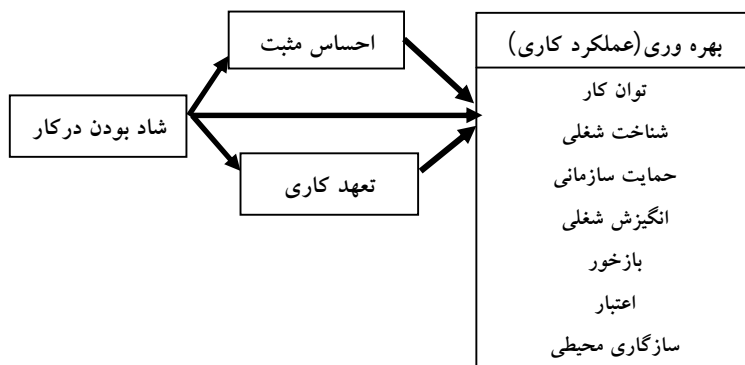 احساس مثبت
شاد بودن درکار
تعهد کاری
بهره وری(عملکرد کاری)
توان کار
شناخت شغلی
حمایت سازمانی
انگیزش شغلی
بازخور
اعتبار
سازگاری محیطی